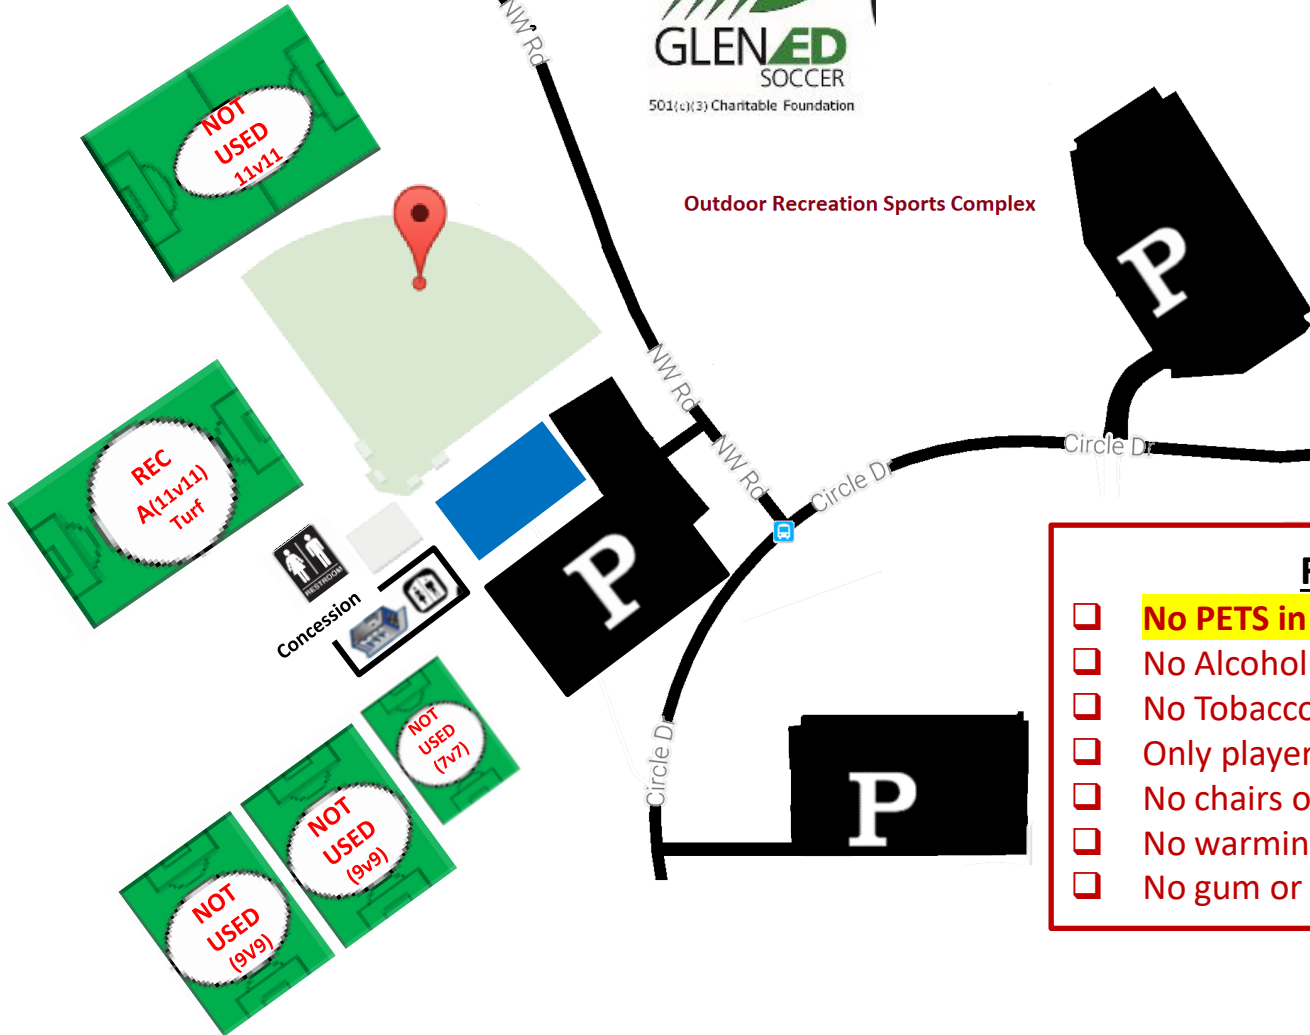 NW Rd
GLENED
SOCCER
501(c)(3) Charitable Foundation
NOT
USED
11v11
Outdoor Recreation Sports Complex
P
NW Rd
NW Rd
Circle Dr
Circle Dr
REC
A(11v11)
Turf
RESTROOM
Concession
P
No PETS in
No Alcohol
No Tobacco
Only player
No chairs o
No warmin
No gum or
NOT
USED
(7v7)
Circle Dr
P
NOT
USED
(9v9)
NOT
USED
(9V9)